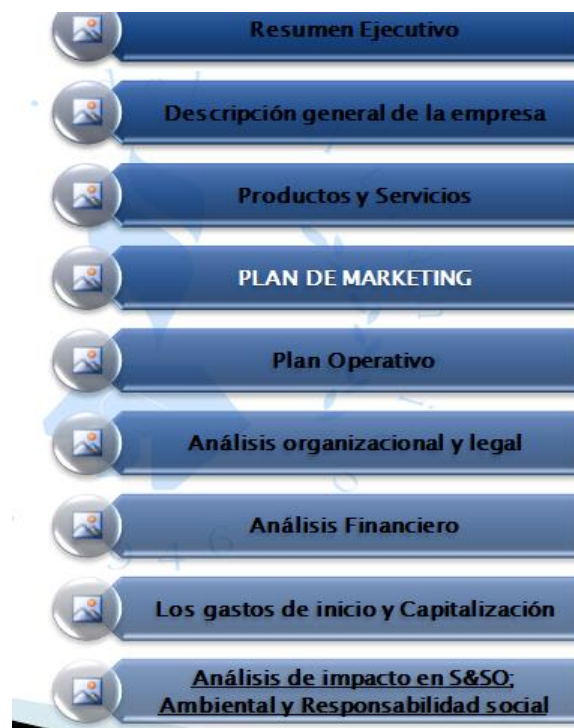 Resumen Ejecutivo
Descripción general de la empresa
Productos y Servicios
PLAN DE MARKETING
Plan Operativo
Análisis organizacional y legal
Análisis Financiero
Los gastos de inicio y Capitalización
Análisis de impacto en S&SO;
Ambiental y Responsabilidad social